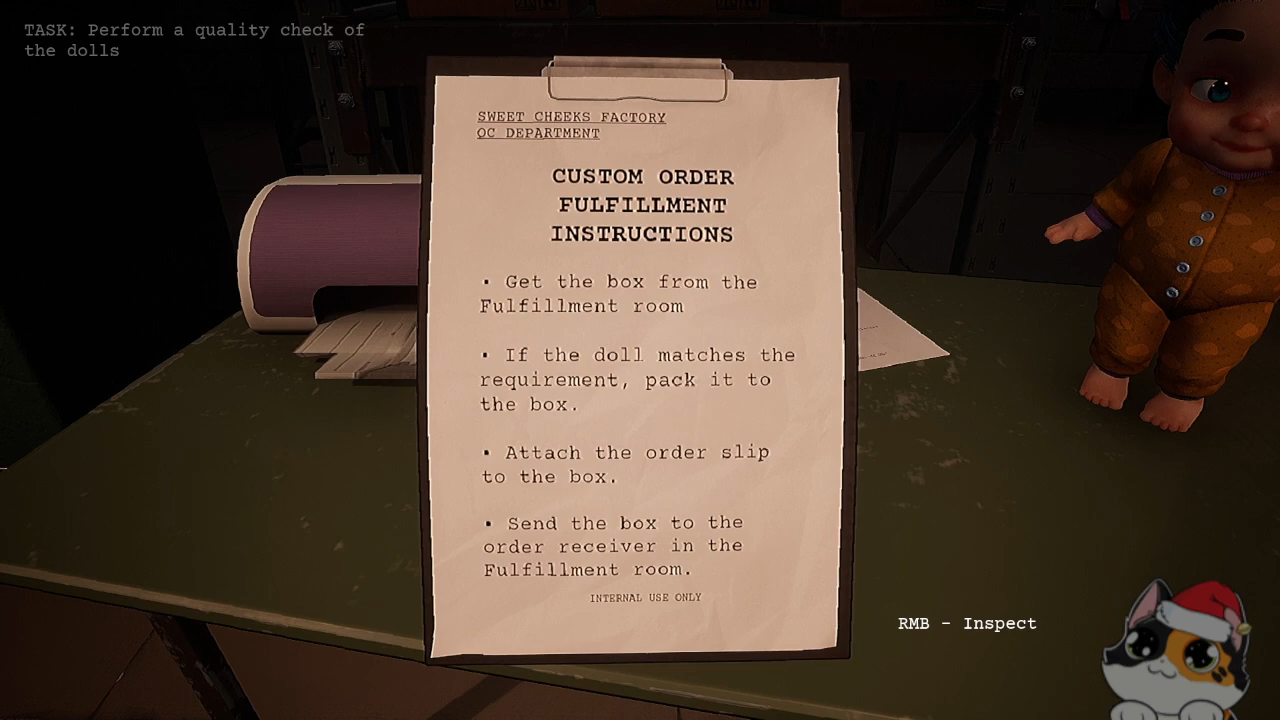 TASK: Perform a quality check of
the dolls
SWEET CHEEKS FACTORY
QC DEPARTMENT
CUSTOM ORDER
FULFILLMENT
INSTRUCTIONS
▪ Get the box from the
Fulfillment room
▪ If the doll matches the
requirement, pack it to
the box.
▪ Attach the order slip
to the box.
▪ Send the box to the
order receiver in the
Fulfillment room.
INTERNAL USE ONLY
RMB - Inspect